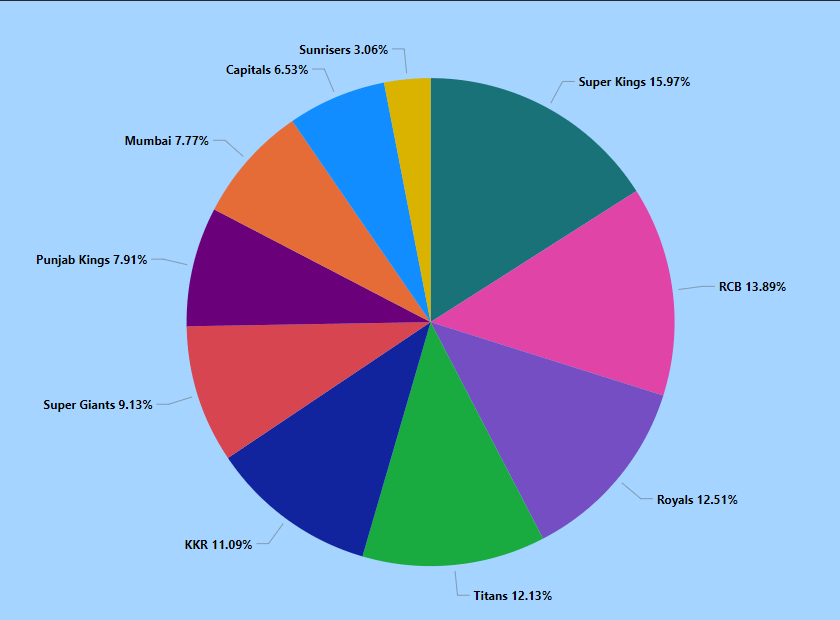 Sunrisers 3.06%
Capitals 6.53%
Super Kings 15.97%
Mumbai 7.77%
Punjab Kings 7.91%
RCB 13.89%
Super Giants 9.13%
Royals 12.51%
KKR 11.09%
Titans 12.13%